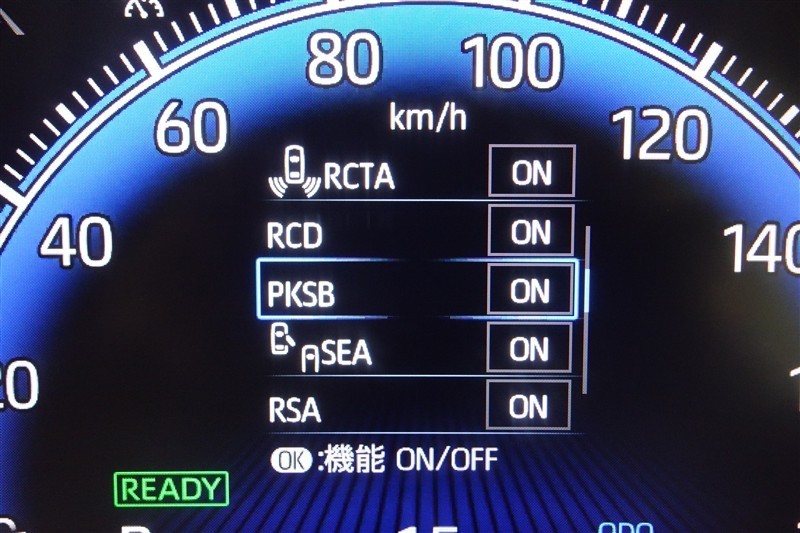 80 100
60 120
km/h
RCTA ON
40 RCD ON 140
PKSB ON
SEA ON
RSA ON
OK:機能 ON/OFF
READY